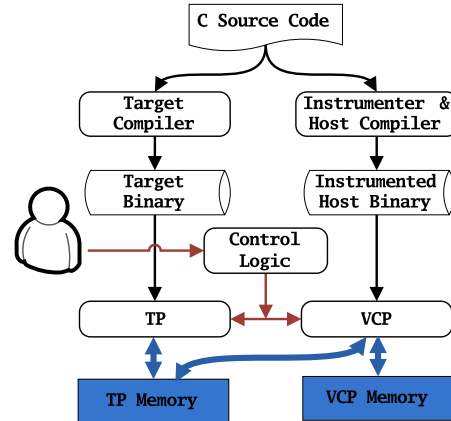 C Source Code
Target
Compiler
Instrumenter &
Host Compiler
Target
Binary
Instrumented
Host Binary
Control
Logic
TP
VCP
TP Memory
VCP Memory